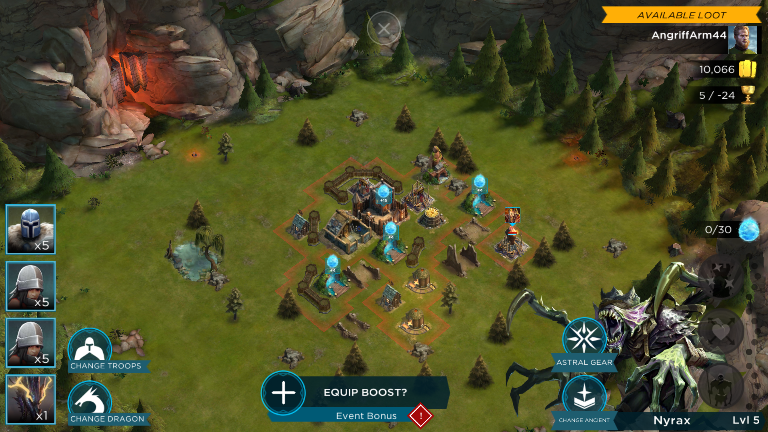 AVAILABLE LOOT
AngriffArm44
10,066
5 / -24
0/30
x5
x5
x5
x1
CHANGE TROOPS
CHANGE DRAGON
EQUIP BOOST?
Event Bonus !
ASTRAL GEAR
CHANGE ANCIENT
Nyrax Lvl 5